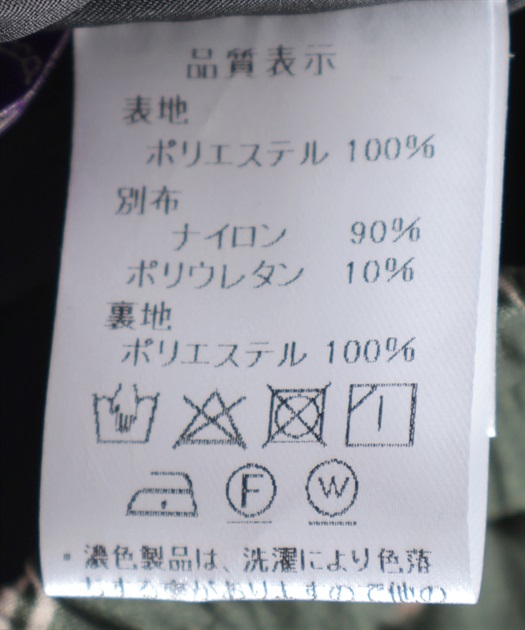 品質表示
表地
ポリエステル 100%
別布
ナイロン 90%
ポリウレタン 10%
裏地
ポリエステル 100%
F W
・濃色製品は、洗濯により色落